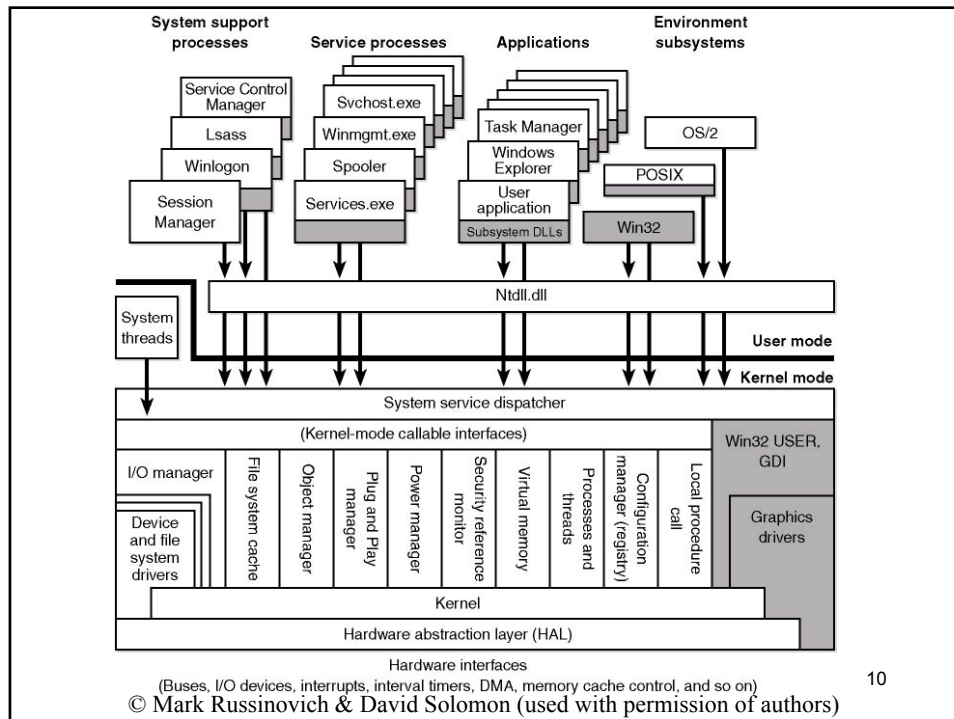 System support
processes
Service processes
Applications
Environment
subsystems
Service Control
Manager
Lsass
Winlogon
Session
Manager
Svchost.exe
Winmgmt.exe
Spooler
Services.exe
Task Manager
Windows
Explorer
User
application
Subsystem DLLs
OS/2
POSIX
Win32
Ntdll.dll
System
threads
User mode
Kernel mode
System service dispatcher
(Kernel-mode callable interfaces)
Win32 USER,
GDI
I/O manager
Device
and file
system
drivers
File system cache
Object manager
Plug and Play
manager
Power manager
Security reference
monitor
Virtual memory
Processes and
threads
Configuration
manager (registry)
Local procedure
call
Graphics
drivers
Kernel
Hardware abstraction layer (HAL)
Hardware interfaces
(Buses, I/O devices, interrupts, interval timers, DMA, memory cache control, and so on)
10
© Mark Russinovich & David Solomon (used with permission of authors)